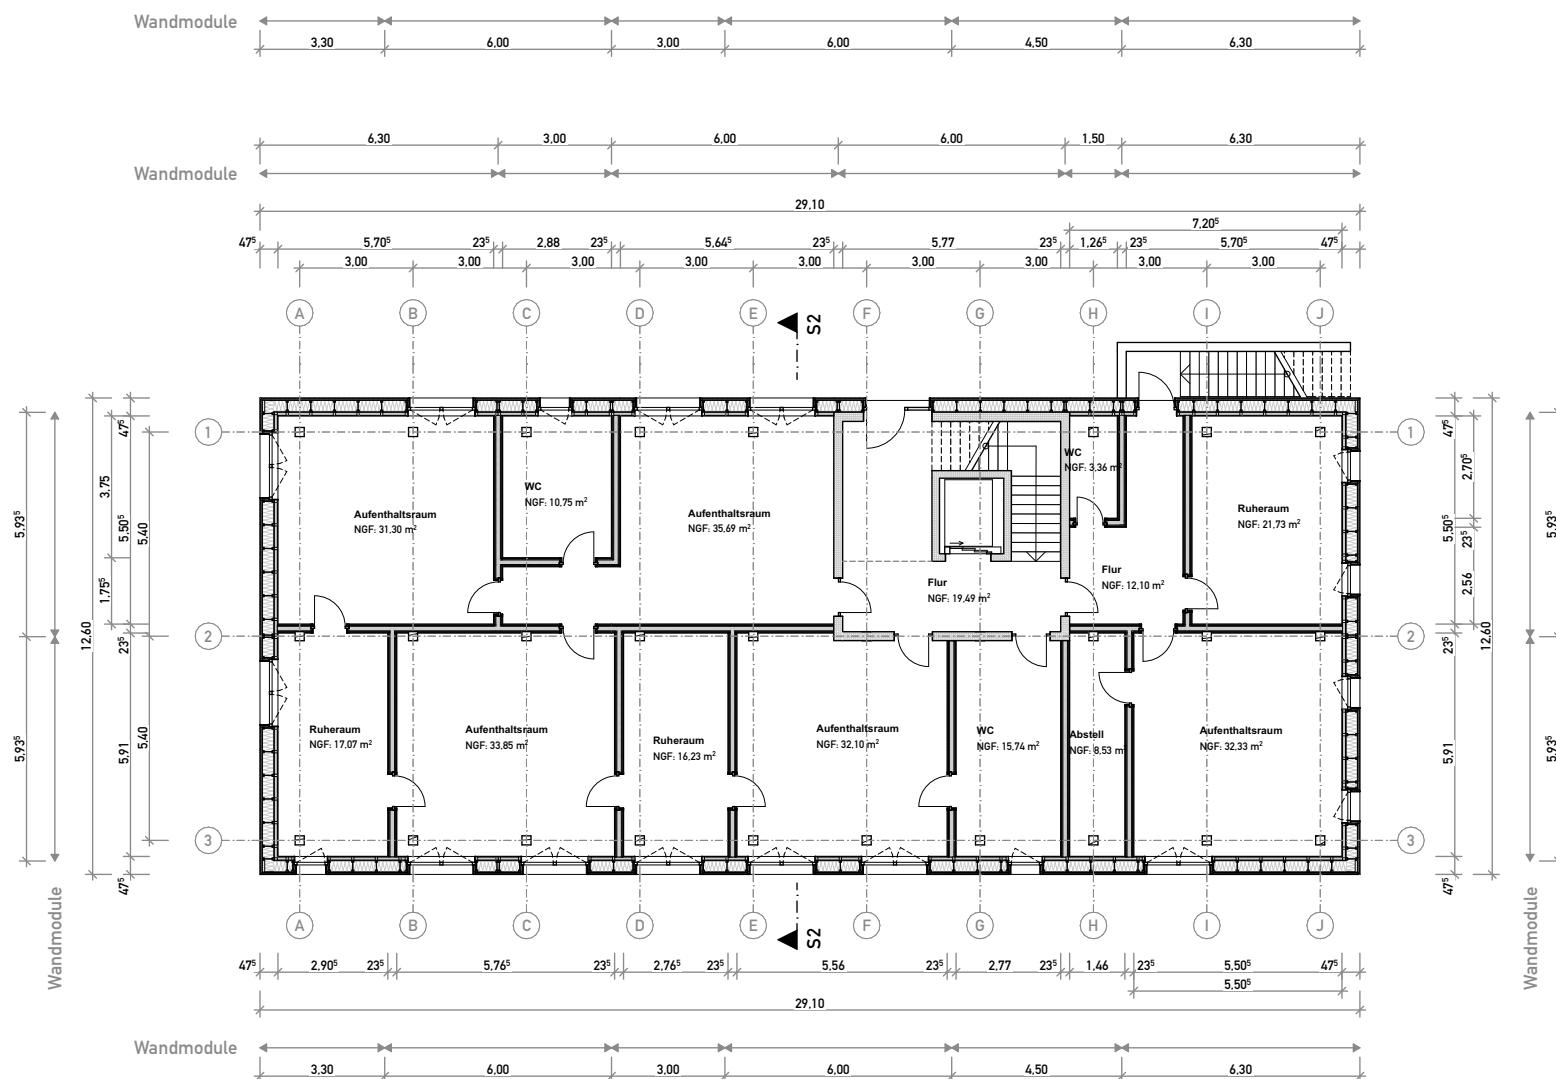 Wandmodule
3,30 6,00 3,00 6,00 4,50 6,30
6,30 3,00 6,00 6,00 1,50 6,30
Wandmodule
29,10
7,20⁵
47⁵ 5,70⁵ 23⁵ 2,88 23⁵ 5,64⁵ 23⁵ 5,77 23⁵ 1,26⁵ 23⁵ 5,70⁵ 47⁵
3,00 3,00 3,00 3,00 3,00 3,00 3,00 3,00 3,00
A B C D E F G H I J
S2
1 1
2 2
3 3
Wandmodule
5,93⁵
5,93⁵
12,60
47⁵
3,75
1,75⁵
5,50⁵
5,40
23⁵
5,91
5,40
47⁵
Aufenthaltsraum
NGF: 31,30 m²
WC
NGF: 10,75 m²
Aufenthaltsraum
NGF: 35,69 m²
WC
NGF: 3,36 m²
Ruheraum
NGF: 21,73 m²
Flur
NGF: 19,49 m²
Flur
NGF: 12,10 m²
Ruheraum
NGF: 17,07 m²
Aufenthaltsraum
NGF: 33,85 m²
Ruheraum
NGF: 16,23 m²
Aufenthaltsraum
NGF: 32,10 m²
WC
NGF: 15,74 m²
Abstell
NGF: 8,53 m²
Aufenthaltsraum
NGF: 32,33 m²
47⁵
5,50⁵
2,70⁵
23⁵
2,56
23⁵
5,91
47⁵
12,60
5,93⁵
5,93⁵
Wandmodule
A B C D E F G H I J
S2
47⁵ 2,90⁵ 23⁵ 5,76⁵ 23⁵ 2,76⁵ 23⁵ 5,56 23⁵ 2,77 23⁵ 1,46 23⁵ 5,50⁵ 47⁵
5,50⁵
29,10
Wandmodule
3,30 6,00 3,00 6,00 4,50 6,30